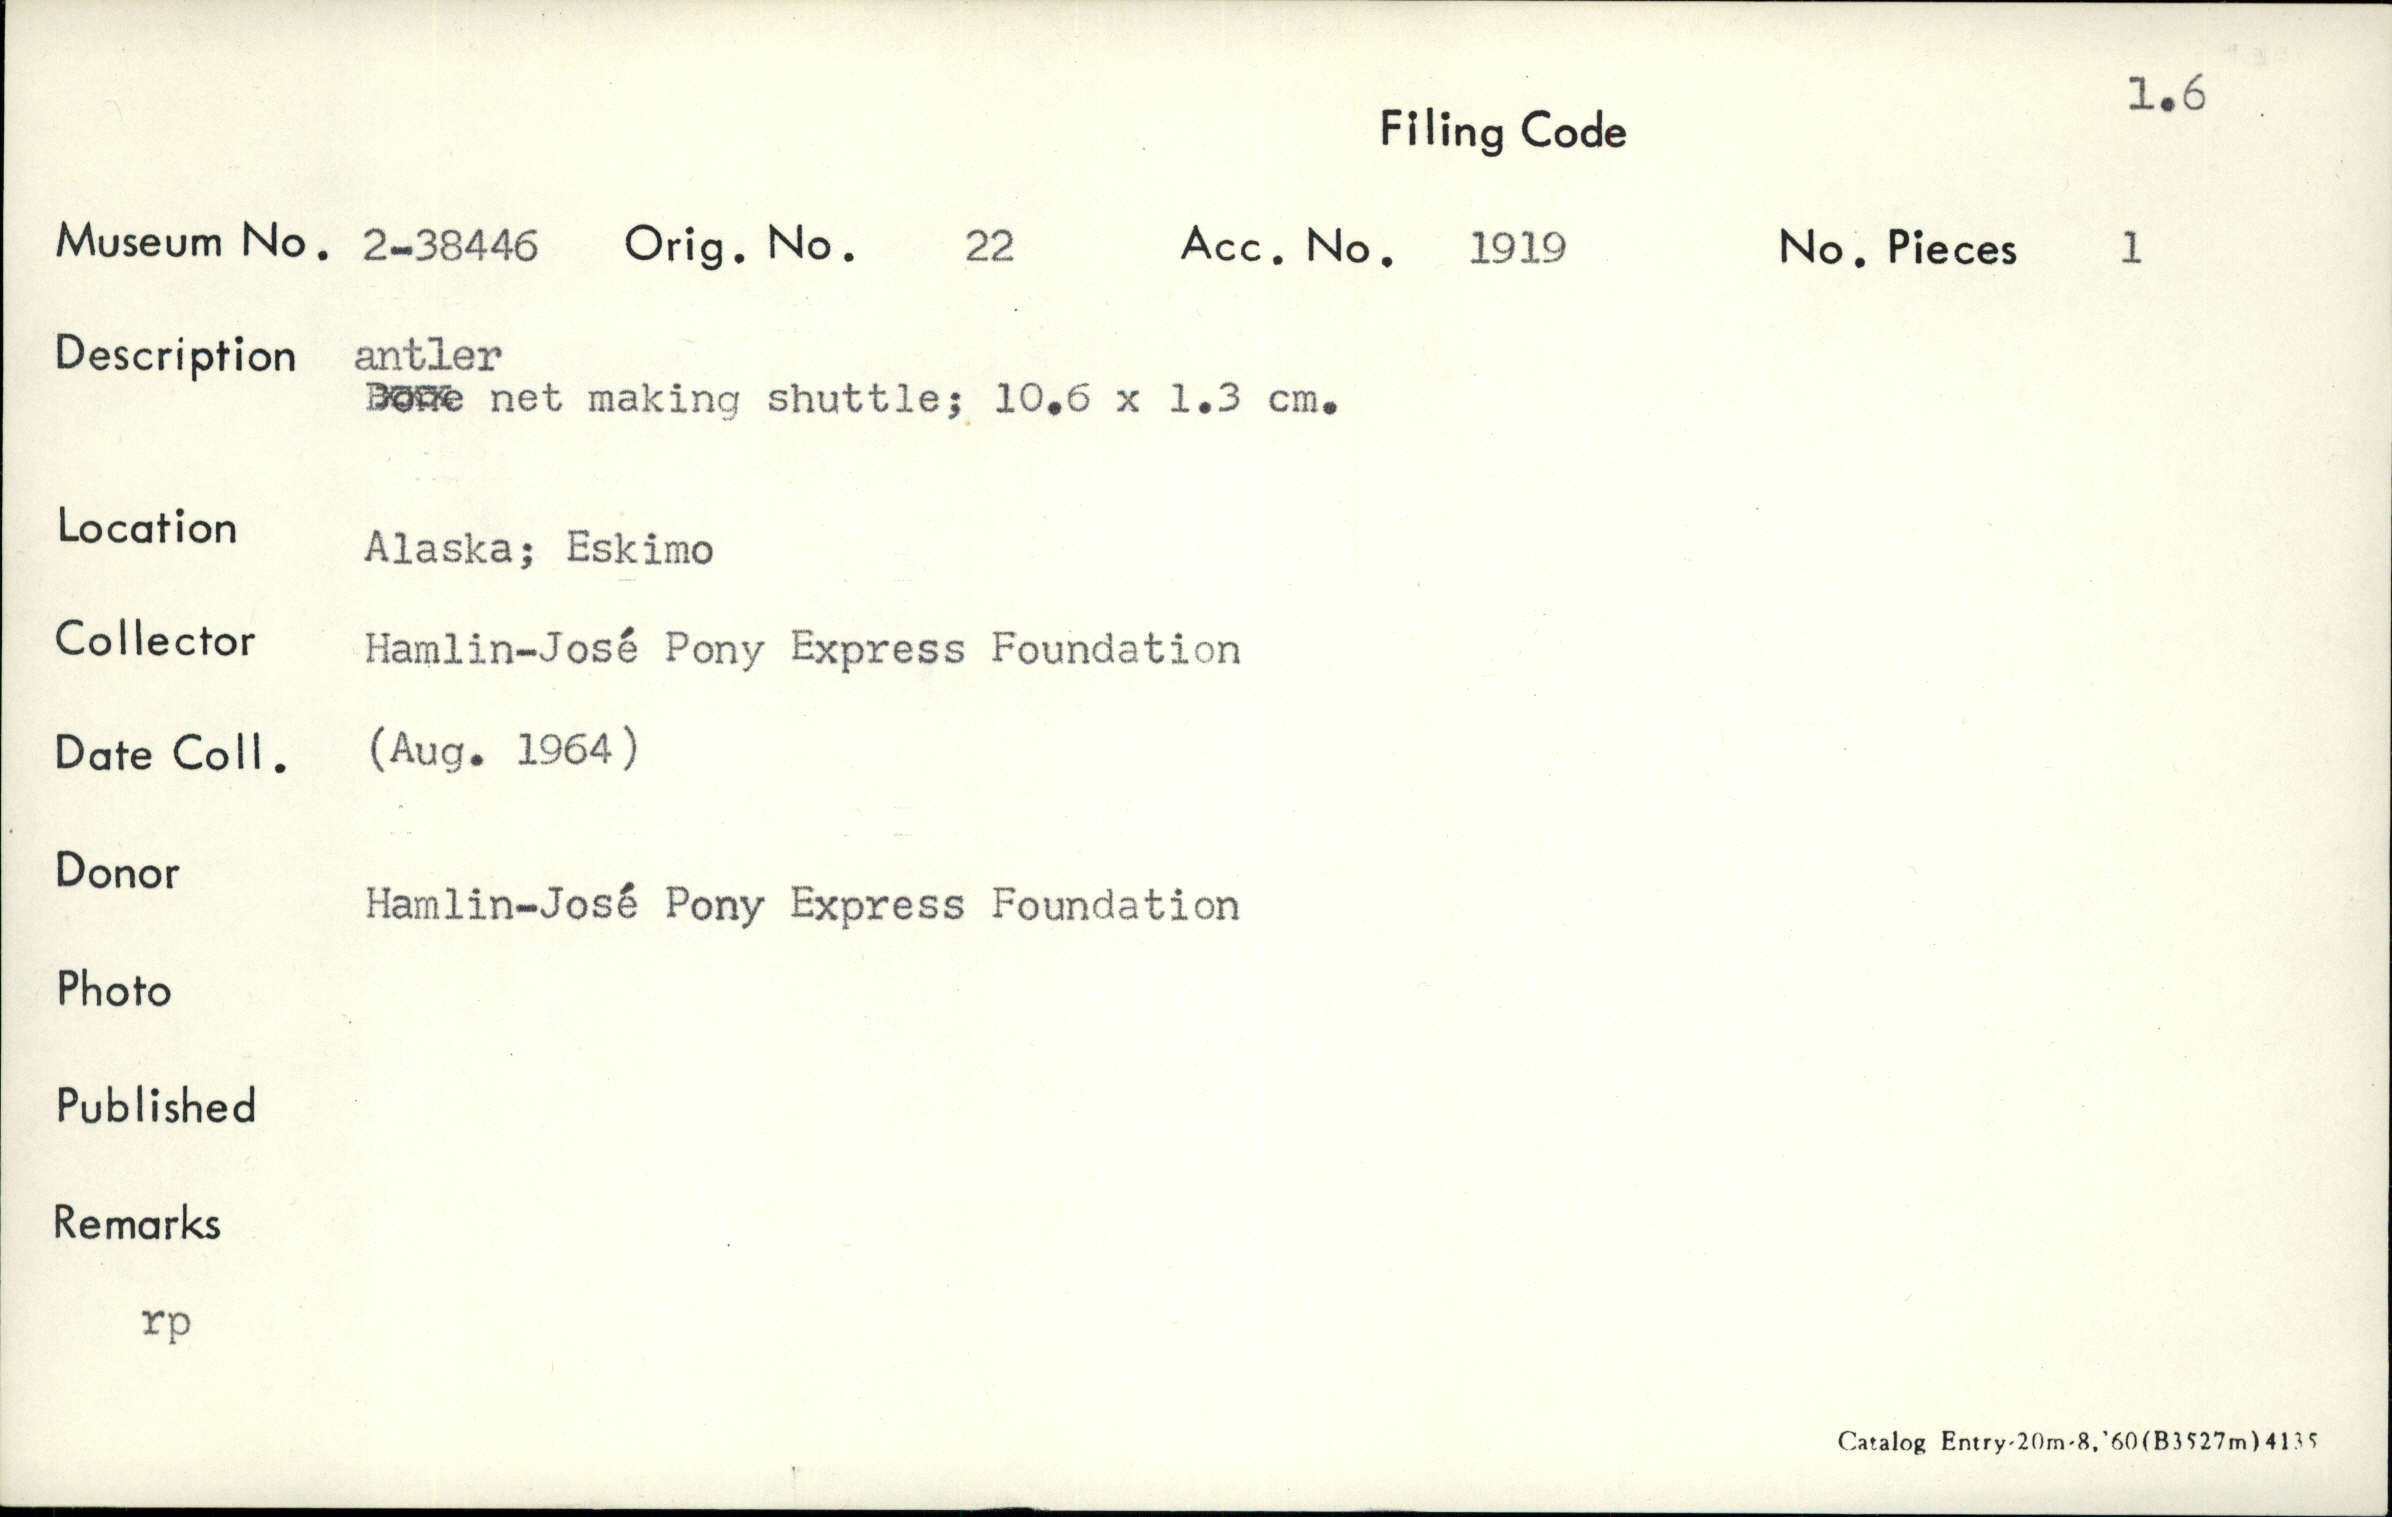 1.6
Filing Code
Museum No. 2-38446 Orig. No. 22 Acc. No. 1919 No. Pieces 1
Description antler
Bone net making shuttle; 10.6 x 1.3 cm.
Location
Alaska; Eskimo
Collector Hamlin-José Pony Express Foundation
Date Coll. (Aug. 1964)
Donor
Hamlin-José Pony Express Foundation
Photo
Published
Remarks
rp
Catalog Entry-20m-8,'60(B3527m)4135